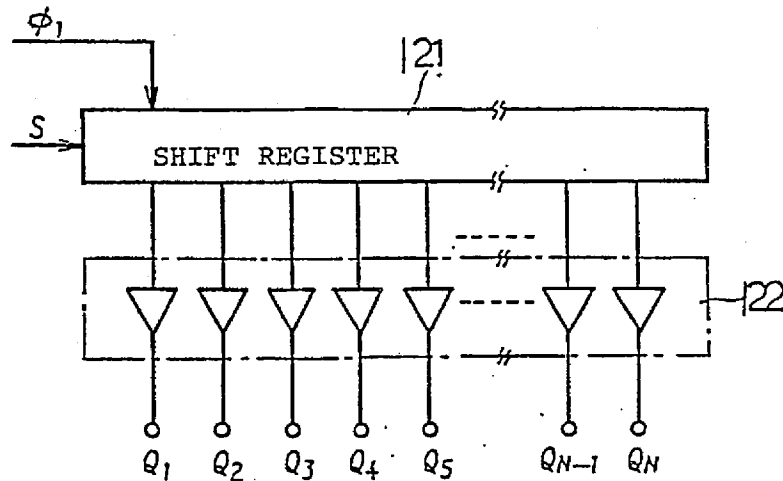 ϕ1
121
S
SHIFT REGISTER
122
Q1 Q2 Q3 Q4 Q5 QN-1 QN